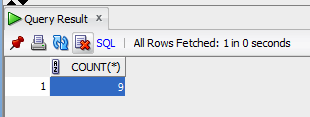 Query Result x
SQL | All Rows Fetched: 1 in 0 seconds
A Z COUNT(*)
1 9